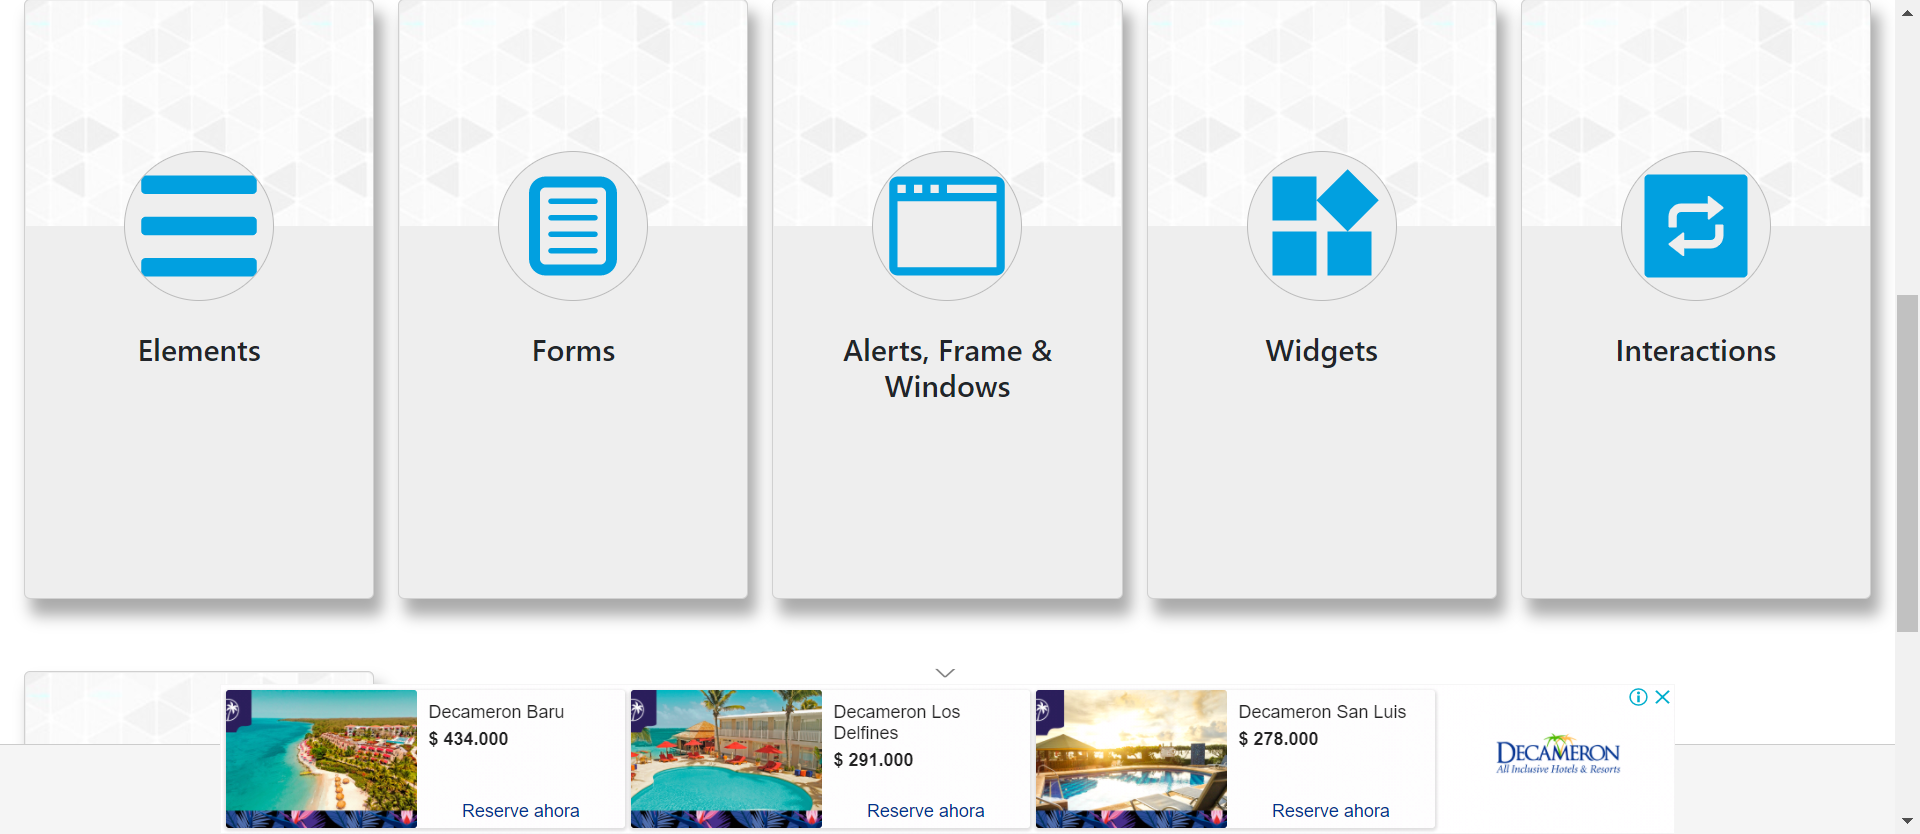 Elements
Forms
Alerts, Frame &
Windows
Widgets
Interactions
Decameron Baru
$ 434.000
Reserve ahora
Decameron Los
Delfines
$ 291.000
Reserve ahora
Decameron San Luis
$ 278.000
Reserve ahora
DECAMERON
All Inclusive Hotels & Resorts